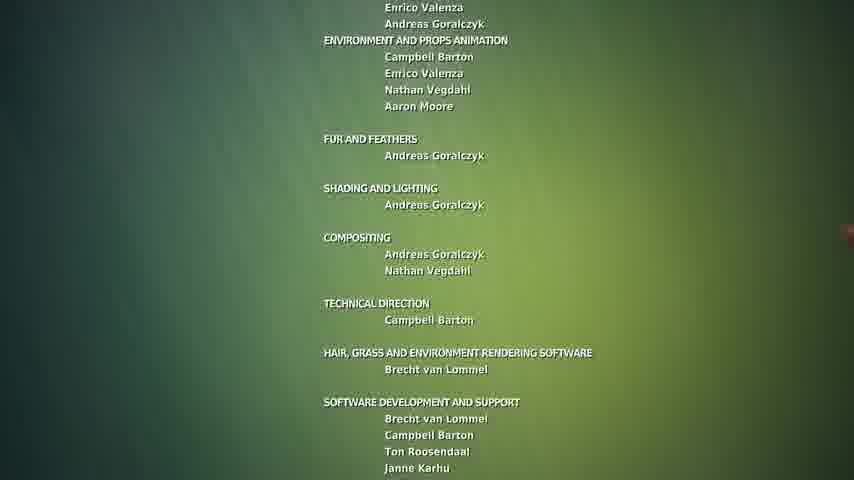 Enrico Valenza
Andreas Goralczyk
ENVIRONMENT AND PROPS ANIMATION
Campbell Barton
Enrico Valenza
Nathan Vegdahl
Aaron Moore
FUR AND FEATHERS
Andreas Goralczyk
SHADING AND LIGHTING
Andreas Goralczyk
COMPOSITING
Andreas Goralczyk
Nathan Vegdahl
TECHNICAL DIRECTION
Campbell Barton
HAIR, GRASS AND ENVIRONMENT RENDERING SOFTWARE
Brecht van Lommel
SOFTWARE DEVELOPMENT AND SUPPORT
Brecht van Lommel
Campbell Barton
Ton Roosendaal
Janne Karhu